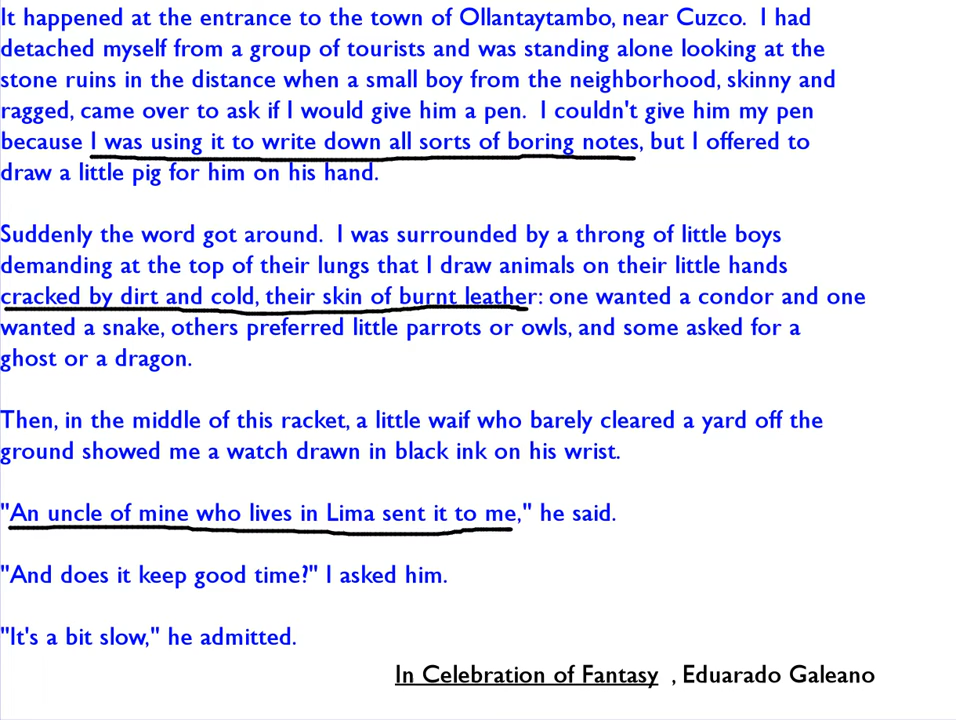 It happened at the entrance to the town of Ollantaytambo, near Cuzco.  I had
detached myself from a group of tourists and was standing alone looking at the
stone ruins in the distance when a small boy from the neighborhood, skinny and
ragged, came over to ask if I would give him a pen.  I couldn't give him my pen
because I was using it to write down all sorts of boring notes, but I offered to
draw a little pig for him on his hand.
Suddenly the word got around.  I was surrounded by a throng of little boys
demanding at the top of their lungs that I draw animals on their little hands
cracked by dirt and cold, their skin of burnt leather: one wanted a condor and one
wanted a snake, others preferred little parrots or owls, and some asked for a
ghost or a dragon.
Then, in the middle of this racket, a little waif who barely cleared a yard off the
ground showed me a watch drawn in black ink on his wrist.
"An uncle of mine who lives in Lima sent it to me," he said.
"And does it keep good time?" I asked him.
"It's a bit slow," he admitted.
In Celebration of Fantasy  , Eduarado Galeano